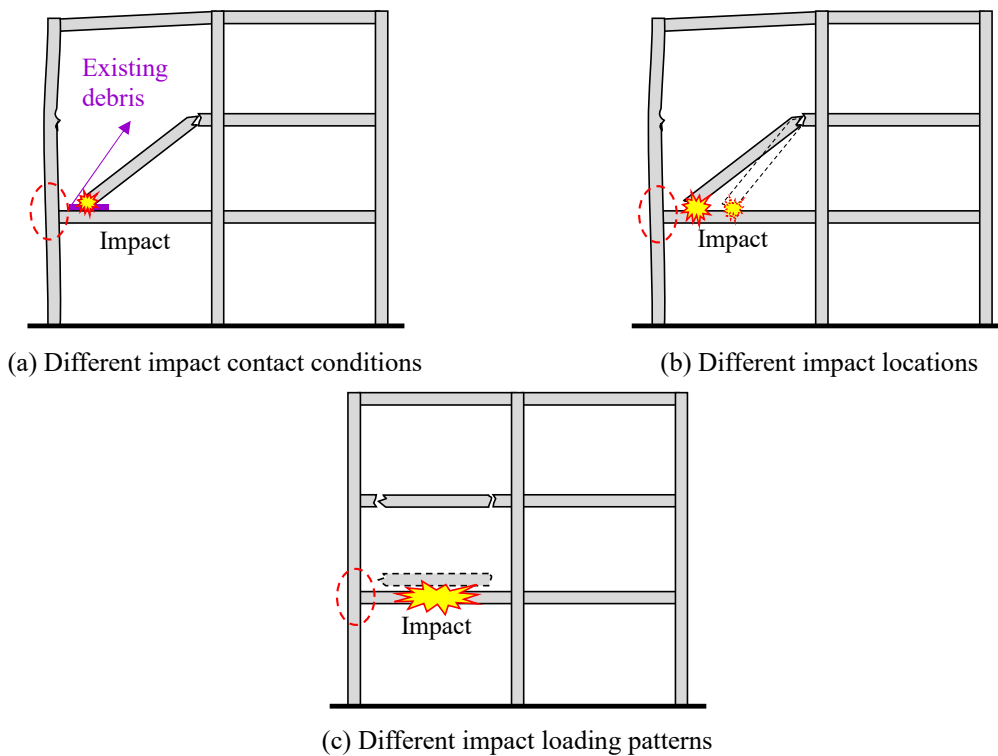 Existing
debris
Impact
Impact
(a) Different impact contact conditions
(b) Different impact locations
Impact
(c) Different impact loading patterns